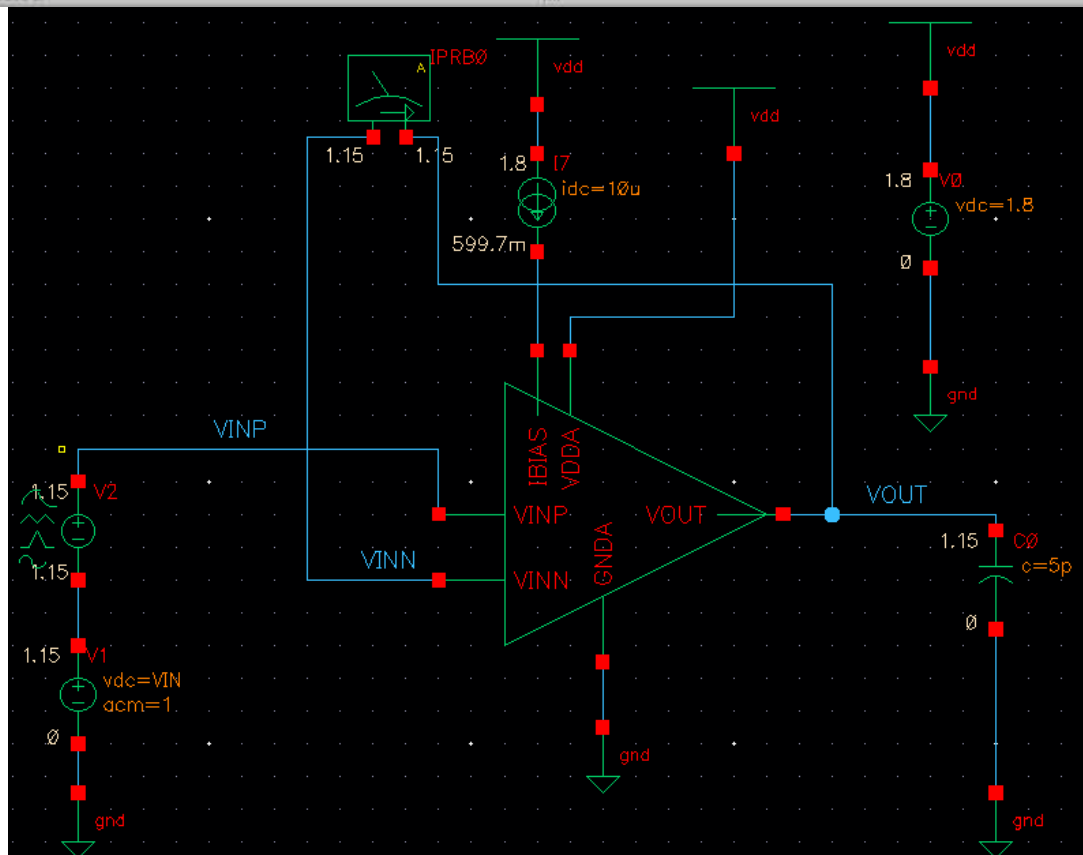 IPRB0
A
1.15
1.15
vdd
1.8
I7
idc=10u
599.7m
vdd
vdd
1.8
V0
vdc=1.8
0
gnd
VINP
1.15
V2
1.15
1.15
V1
vdc=VIN
acm=1
0
gnd
VINN
IBIAS
VDDA
VINP
VINN
GNDA
VOUT
gnd
VOUT
1.15
C0
c=5p
0
gnd